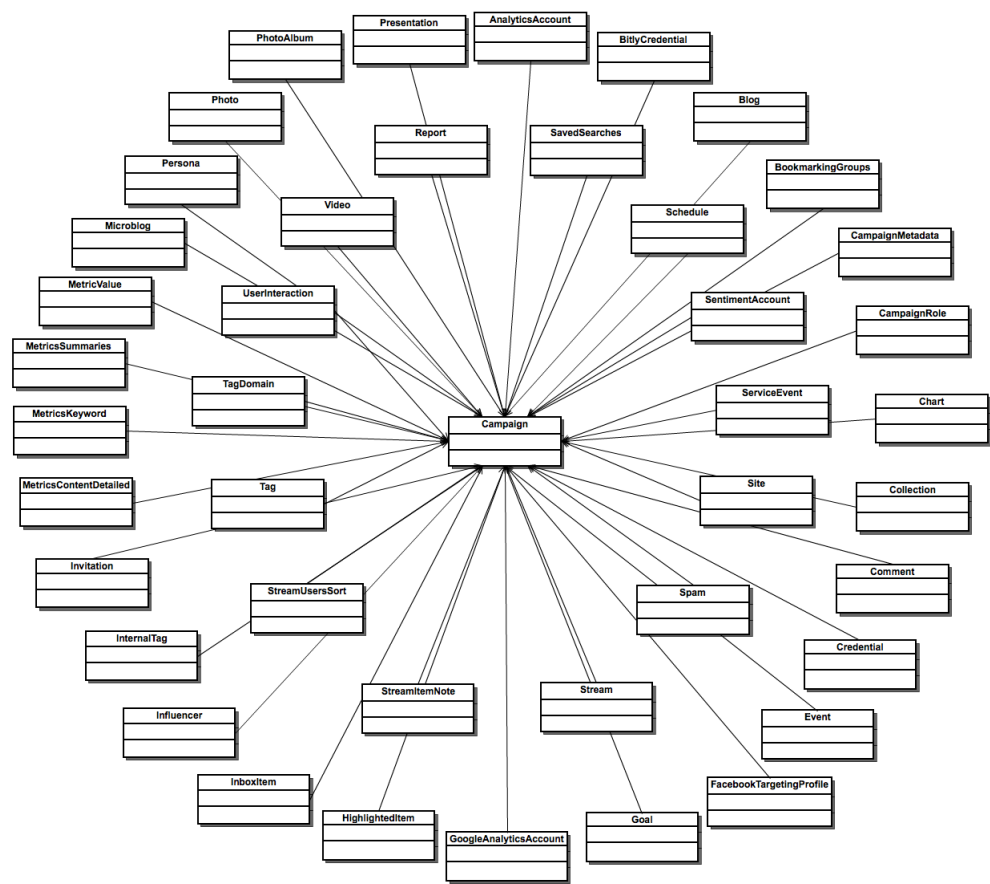 AnalyticsAccount
Presentation
PhotoAlbum
BitlyCredential
Photo
Blog
Report
SavedSearches
Persona
BookmarkingGroups
Video
Schedule
Microblog
CampaignMetadata
MetricValue
UserInteraction
SentimentAccount
CampaignRole
MetricsSummaries
TagDomain
ServiceEvent
Chart
MetricsKeyword
Campaign
MetricsContentDetailed
Tag
Site
Collection
Invitation
Comment
StreamUsersSort
Spam
InternalTag
Credential
StreamItemNote
Stream
Influencer
Event
InboxItem
FacebookTargetingProfile
HighlightedItem
Goal
GoogleAnalyticsAccount